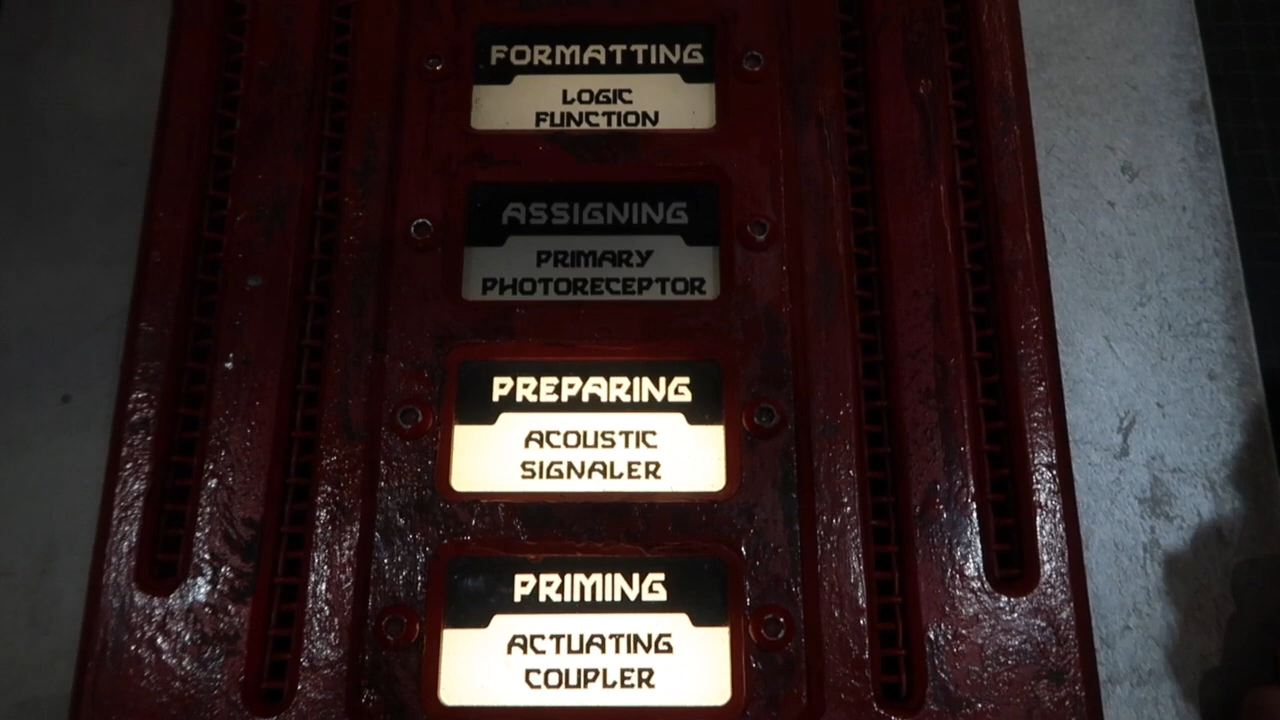 FORMATTING
LOGIC
FUNCTION
ASSIGNING
PRIMARY
PHOTORECEPTOR
PREPARING
ACOUSTIC
SIGNALER
PRIMING
ACTUATING
COUPLER